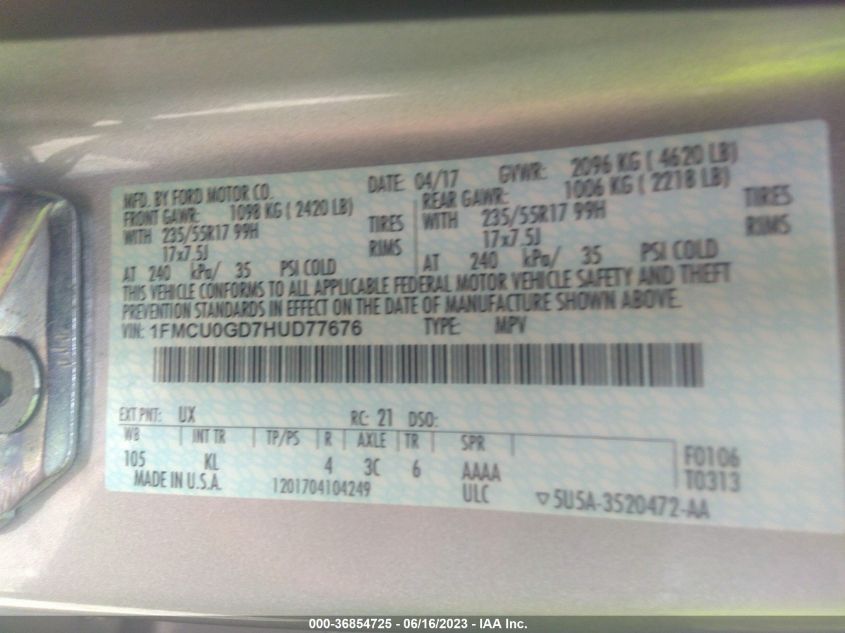 MFD. BY FORD MOTOR CO. DATE: 04/17 GVWR: 2096 KG ( 4620 LB)
FRONT GAWR: 1098 KG ( 2420 LB) REAR GAWR: 1006 KG ( 2218 LB)
WITH 235/55R17 99H TIRES WITH 235/55R17 99H TIRES
17x7.5J RIMS 17x7.5J RIMS
AT 240 kPa/ 35 PSI COLD AT 240 kPa/ 35 PSI COLD
THIS VEHICLE CONFORMS TO ALL APPLICABLE FEDERAL MOTOR VEHICLE SAFETY AND THEFT
PREVENTION STANDARDS IN EFFECT ON THE DATE OF MANUFACTURE SHOWN ABOVE.
VIN: 1FMCU0GD7HUD77676 TYPE: MPV
EXT PNT: UX RC: 21 DSO:
WB INT TR TP/PS R AXLE TR SPR
105 KL 4 3C 6 AAAA F0106
MADE IN U.S.A. 1201704104249 ULC T0313
▽5U5A-3520472-AA
000-36854725 - 06/16/2023 - IAA Inc.